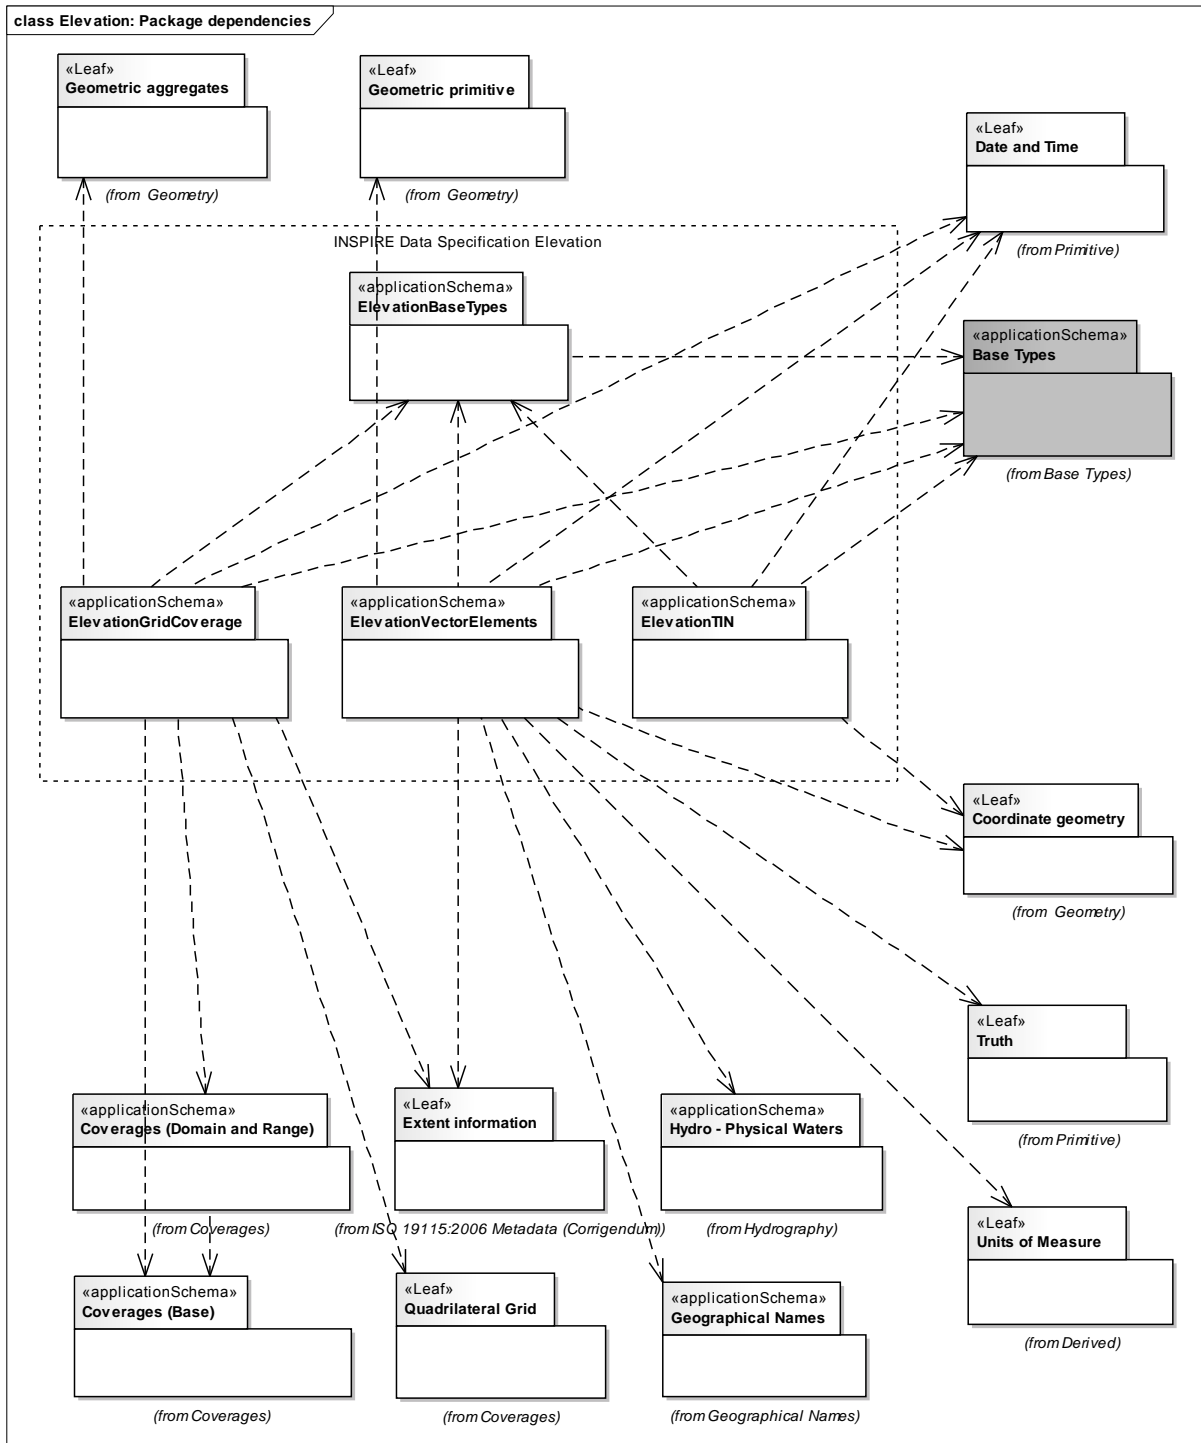 class Elevation: Package dependencies
«Leaf»
Geometric aggregates
(from Geometry)
«Leaf»
Geometric primitive
(from Geometry)
«Leaf»
Date and Time
(from Primitive)
INSPIRE Data Specification Elevation
«applicationSchema»
ElevationBaseTypes
«applicationSchema»
Base Types
(from Base Types)
«applicationSchema»
ElevationGridCoverage
«applicationSchema»
ElevationVectorElements
«applicationSchema»
ElevationTIN
«Leaf»
Coordinate geometry
(from Geometry)
«Leaf»
Truth
(from Primitive)
«applicationSchema»
Coverages (Domain and Range)
(from Coverages)
«Leaf»
Extent information
(from ISO 19115:2006 Metadata (Corrigendum))
«applicationSchema»
Hydro - Physical Waters
(from Hydrography)
«Leaf»
Units of Measure
(from Derived)
«applicationSchema»
Coverages (Base)
(from Coverages)
«Leaf»
Quadrilateral Grid
(from Coverages)
«applicationSchema»
Geographical Names
(from Geographical Names)